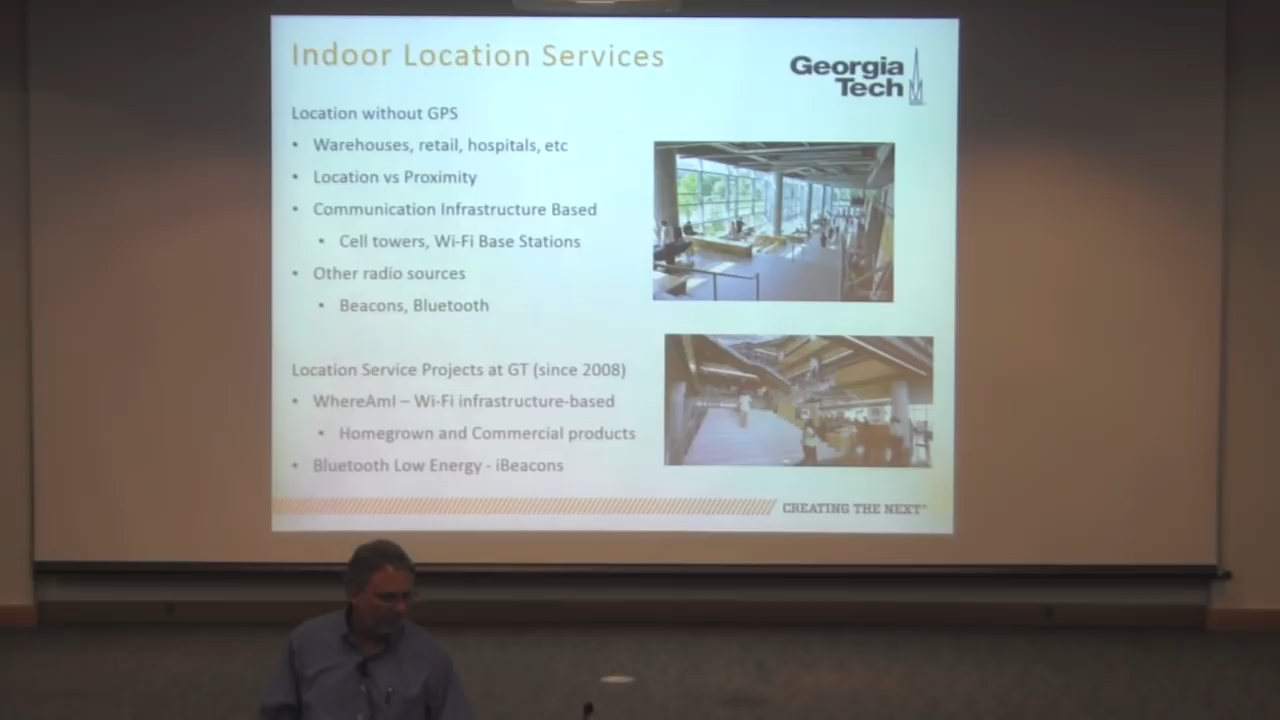 Indoor Location Services
Georgia
Tech
Location without GPS
• Warehouses, retail, hospitals, etc
• Location vs Proximity
• Communication Infrastructure Based
• Cell towers, Wi-Fi Base Stations
• Other radio sources
• Beacons, Bluetooth
Location Service Projects at GT (since 2008)
• WhereAmI – Wi-Fi infrastructure-based
• Homegrown and Commercial products
• Bluetooth Low Energy - iBeacons
CREATING THE NEXT